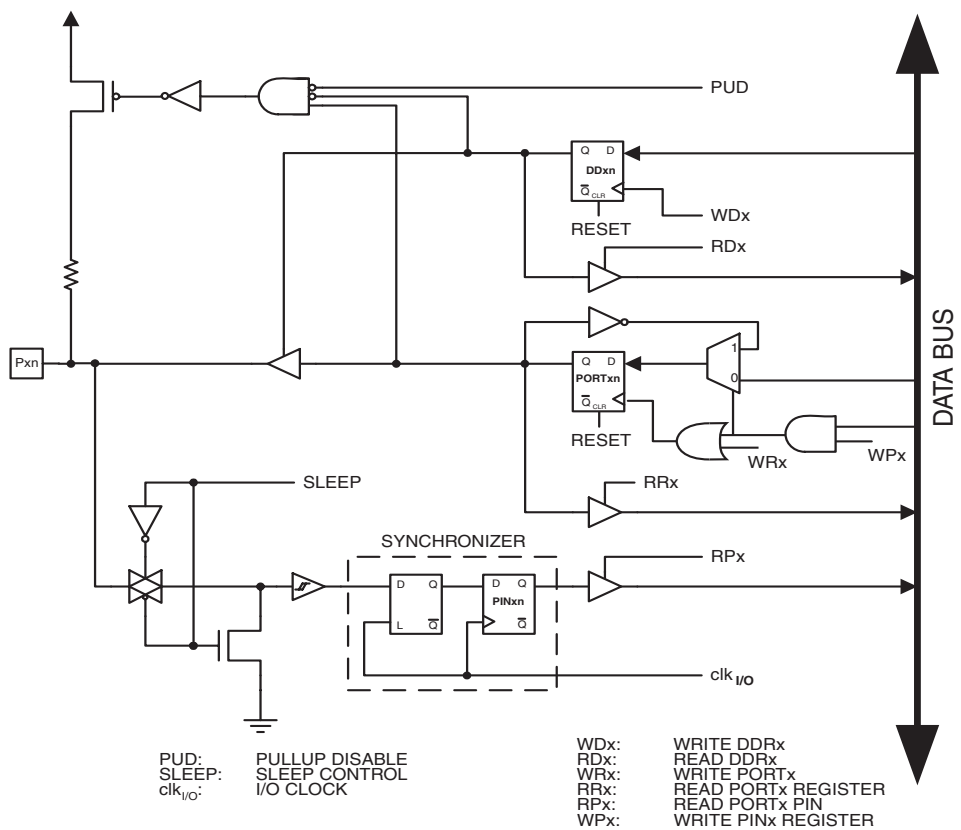 PUD
Q D
DDxn
Q CLR
WDx
RESET
RDx
1
Pxn
Q D
PORTxn
0
Q CLR
RESET
WRx
WPx
DATA BUS
SLEEP
RRx
SYNCHRONIZER
RPx
D Q
D Q
PINxn
L Q
Q
clk I/O
PUD: PULLUP DISABLE
SLEEP: SLEEP CONTROL
clkI/O: I/O CLOCK
WDx: WRITE DDRx
RDx: READ DDRx
WRx: WRITE PORTx
RRx: READ PORTx REGISTER
RPx: READ PORTx PIN
WPx: WRITE PINx REGISTER